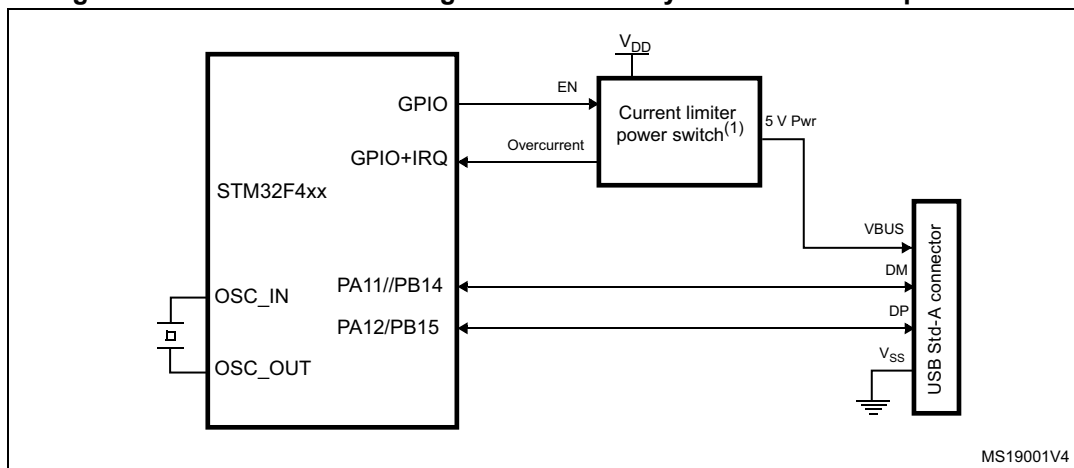 V_DD
GPIO
EN
Current limiter
power switch(1)
5 V Pwr
GPIO+IRQ
Overcurrent
STM32F4xx
VBUS
PA11//PB14
DM
OSC_IN
PA12/PB15
DP
OSC_OUT
V_SS
USB Std-A connector
MS19001V4